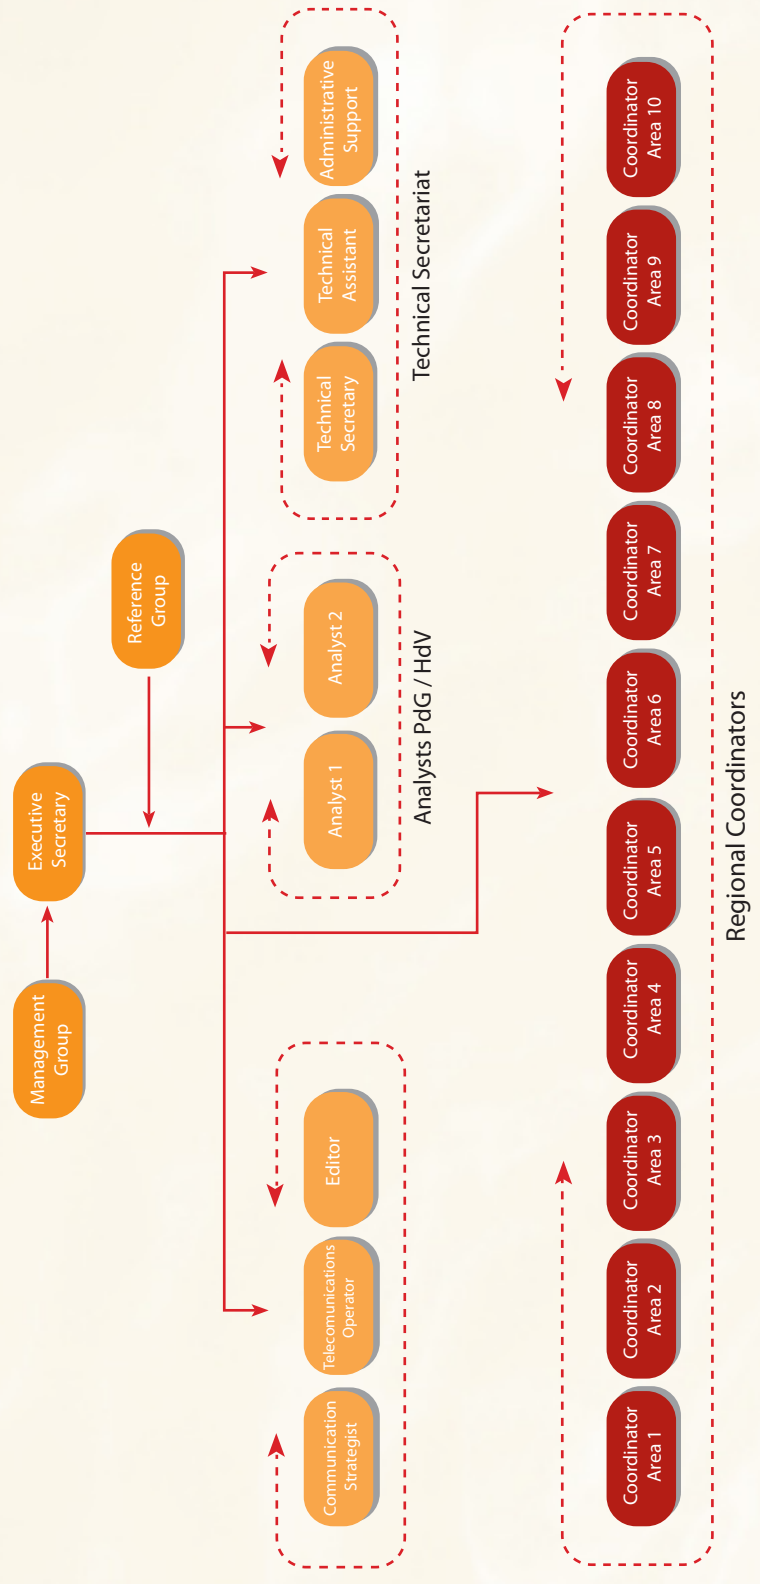 Management
Group
Executive
Secretary
Reference
Group
Communication
Strategist
Telecomunications
Operator
Editor
Analyst 1
Analyst 2
Analysts PdG / HdV
Technical
Secretary
Technical
Assistant
Administrative
Support
Technical Secretariat
Coordinator
Area 1
Coordinator
Area 2
Coordinator
Area 3
Coordinator
Area 4
Coordinator
Area 5
Coordinator
Area 6
Coordinator
Area 7
Coordinator
Area 8
Coordinator
Area 9
Coordinator
Area 10
Regional Coordinators